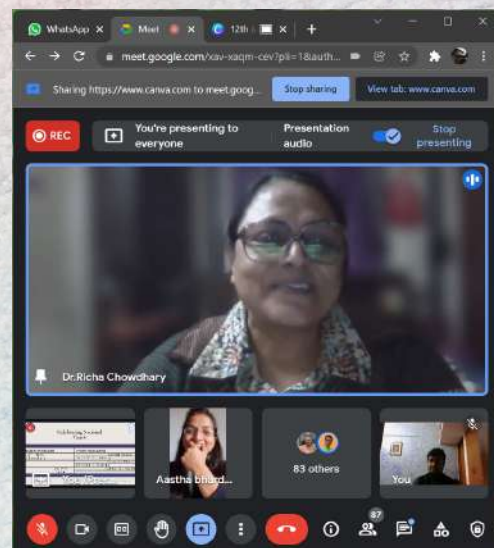 WhatsApp
Meet
12th
meet.google.com/xav-xaqm-cev?pli=1&auth...
Sharing https://www.canva.com to meet.goog...
Stop sharing
View tab: www.canva.com
REC
You're presenting to everyone
Presentation audio
Stop presenting
Dr.Richa Chowdhary
Aastha bhard...
83 others
You
87